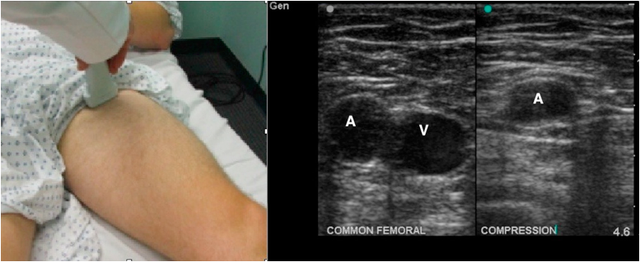 Gen
A
V
A
COMMON FEMORAL
COMPRESSION
4.6